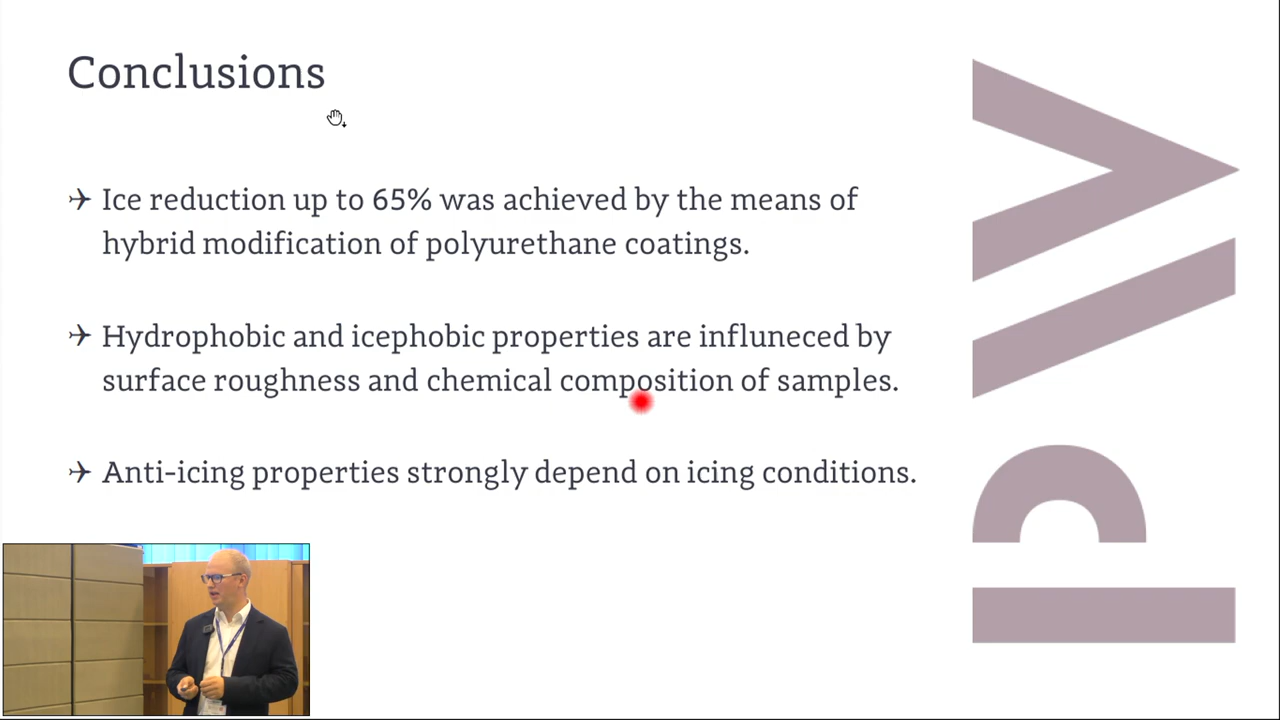 Conclusions
✈ Ice reduction up to 65% was achieved by the means of
hybrid modification of polyurethane coatings.
✈ Hydrophobic and icephobic properties are influneced by
surface roughness and chemical composition of samples.
✈ Anti-icing properties strongly depend on icing conditions.